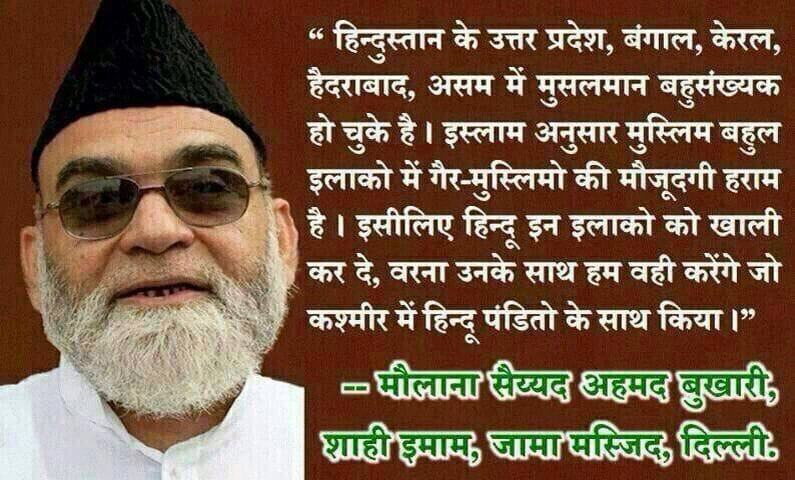 “ हिन्दुस्तान के उत्तर प्रदेश, बंगाल, केरल,
हैदराबाद, असम में मुसलमान बहुसंख्यक
हो चुके है । इस्लाम अनुसार मुस्लिम बहुल
इलाको में गैर-मुस्लिमो की मौजूदगी हराम
है । इसीलिए हिन्दू इन इलाको को खाली
कर दे, वरना उनके साथ हम वही करेंगे जो
कश्मीर में हिन्दू पंडितो के साथ किया ।”
-- मौलाना सैय्यद अहमद बुखारी,
शाही इमाम, जामा मस्जिद, दिल्ली.